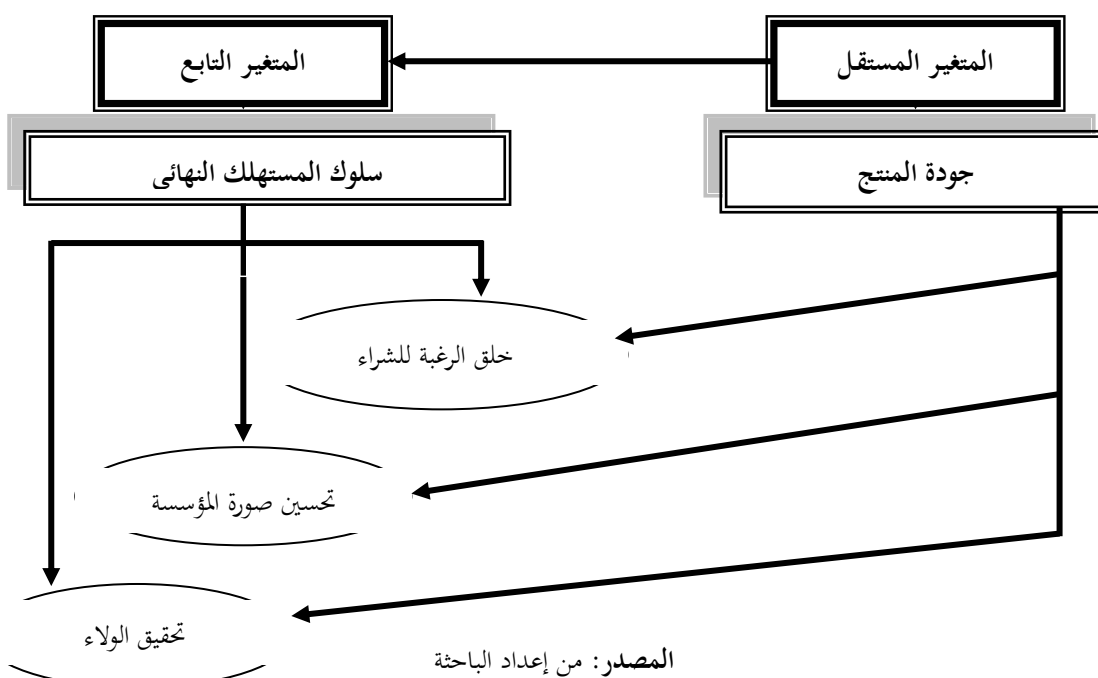 المتغير المستقل
المتغير التابع
جودة المنتج
سلوك المستهلك النهائى
خلق الرغبة للشراء
تحسين صورة المؤسسة
تحقيق الولاء
المصدر: من إعداد الباحثة